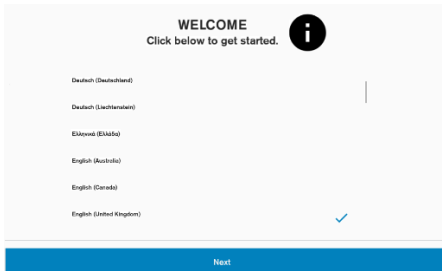 WELCOME
Click below to get started.
i
Deutsch (Deutschland)
Deutsch (Liechtenstein)
Ελληνικά (Ελλάδα)
English (Australia)
English (Canada)
English (United Kingdom)
Next